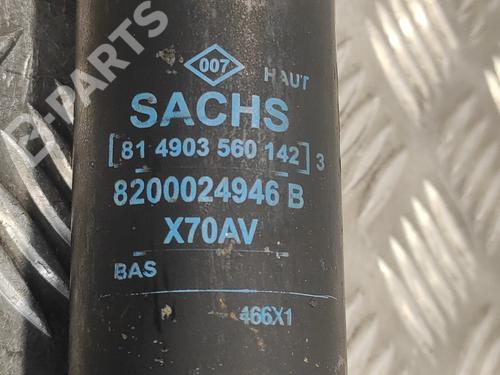 B-PARTS
007
HAUT
SACHS
[81 4903 560 142] 3
8200024946 B
X70AV
BAS
466X1